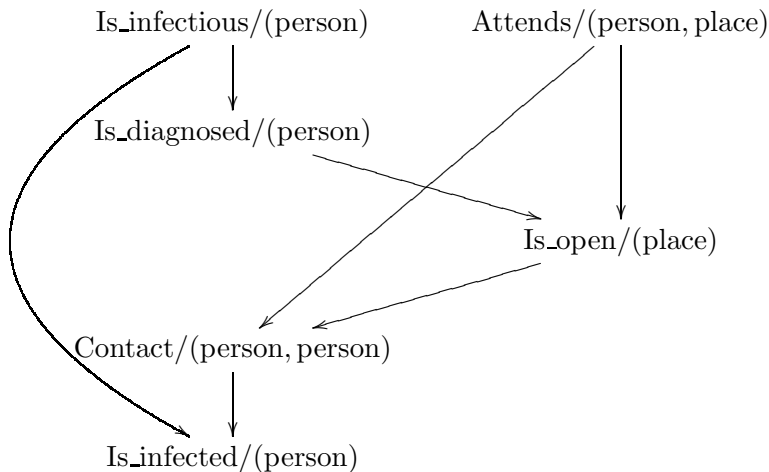 Is_infectious/(person) Attends/(person, place)
Is_diagnosed/(person)
Is_open/(place)
Contact/(person, person)
Is_infected/(person)